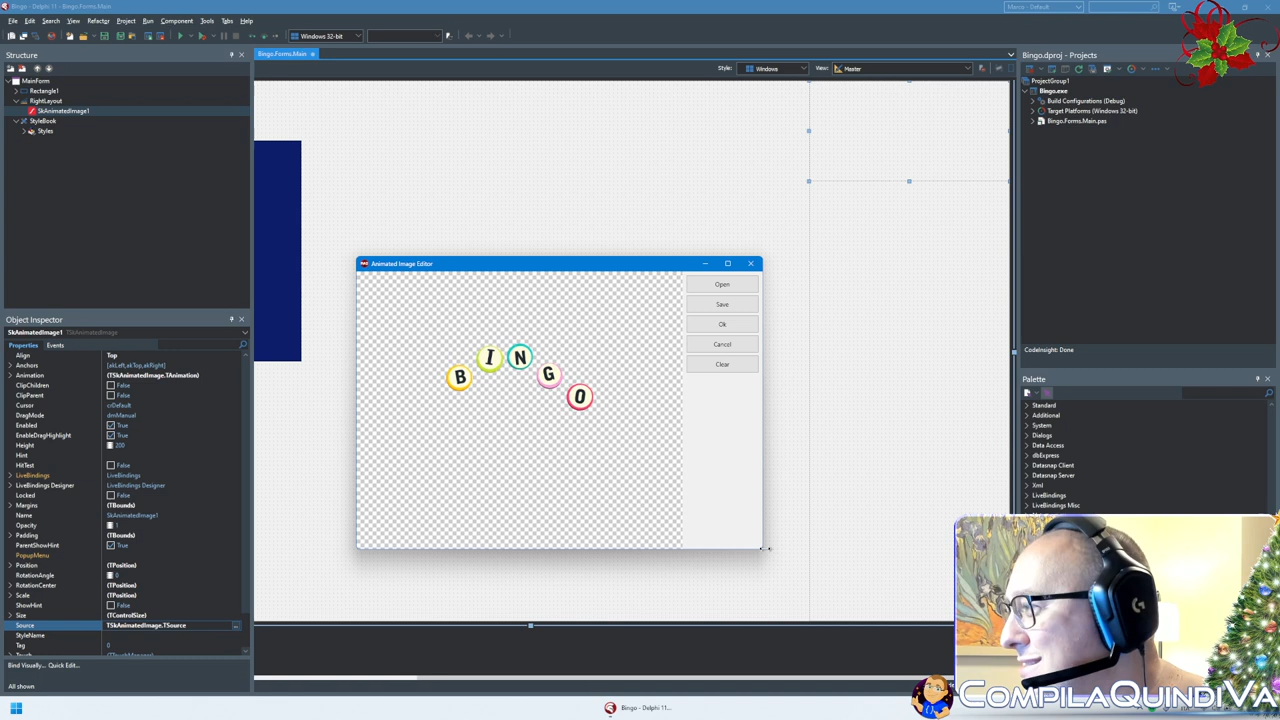 Bingo - Delphi 11 - Bingo.Forms.Main
Marco - Default
File Edit Search View Refactor Project Run Component Tools Tabs Help
Windows 32-bit
Structure
MainForm
Rectangle1
RightLayout
SkAnimatedImage1
StyleBook
Styles
Bingo.Forms.Main
Style: Windows View: Master
Animated Image Editor
B I N G O
Open
Save
Ok
Cancel
Clear
Object Inspector
SkAnimatedImage1 TSkAnimatedImage
Properties Events
Align Top
Anchors [akLeft,akTop,akRight]
Animation (TSkAnimatedImage.TAnimation)
ClipChildren False
ClipParent False
Cursor crDefault
DragMode dmManual
Enabled True
EnableDragHighlight True
Height 200
Hint
HitTest False
LiveBindings LiveBindings
LiveBindings Designer LiveBindings Designer
Locked False
Margins (TBounds)
Name SkAnimatedImage1
Opacity 1
Padding (TBounds)
ParentShowHint True
PopupMenu
Position (TPosition)
RotationAngle 0
RotationCenter (TPosition)
Scale (TPosition)
ShowHint False
Size (TControlSize)
Source TSkAnimatedImage.TSource
StyleName
Tag 0
Bind Visually... Quick Edit...
All shown
Bingo.dproj - Projects
ProjectGroup1
Bingo.exe
Build Configurations (Debug)
Target Platforms (Windows 32-bit)
Bingo.Forms.Main.pas
CodeInsight: Done
Palette
Standard
Additional
System
Dialogs
Data Access
dbExpress
Datasnap Client
Datasnap Server
Xml
LiveBindings
LiveBindings Misc
CompilaQuindiVa
Bingo - Delphi 11...